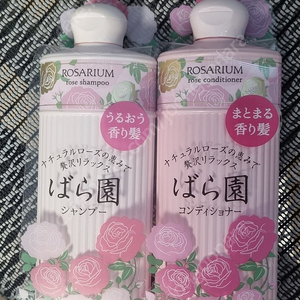 ROSARIUM
rose shampoo
うるおう
香り髪
ナチュラルローズの恵みで
贅沢リラックス
ばら園
シャンプー
ROSARIUM
rose conditioner
まとまる
香り髪
ナチュラルローズの恵みで
贅沢リラックス
ばら園
コンディショナー